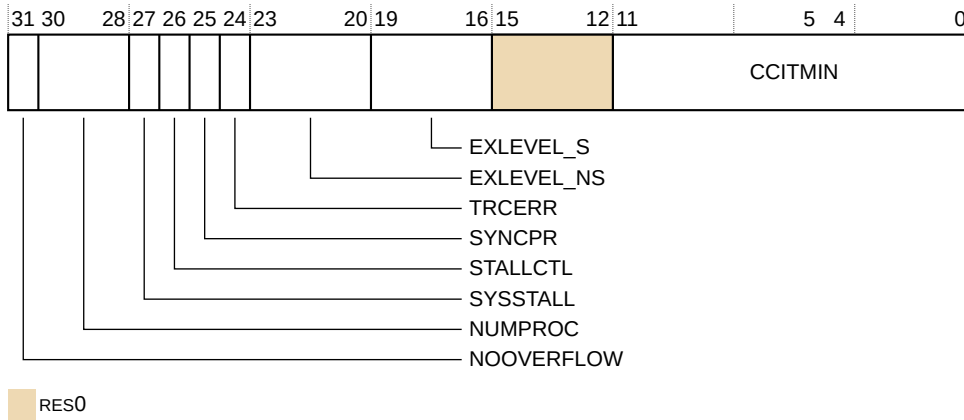 31 30 28 27 26 25 24 23 20 19 16 15 12 11 5 4 0
CCITMIN
EXLEVEL_S
EXLEVEL_NS
TRCERR
SYNCPR
STALLCTL
SYSSTALL
NUMPROC
NOOVERFLOW
RES0